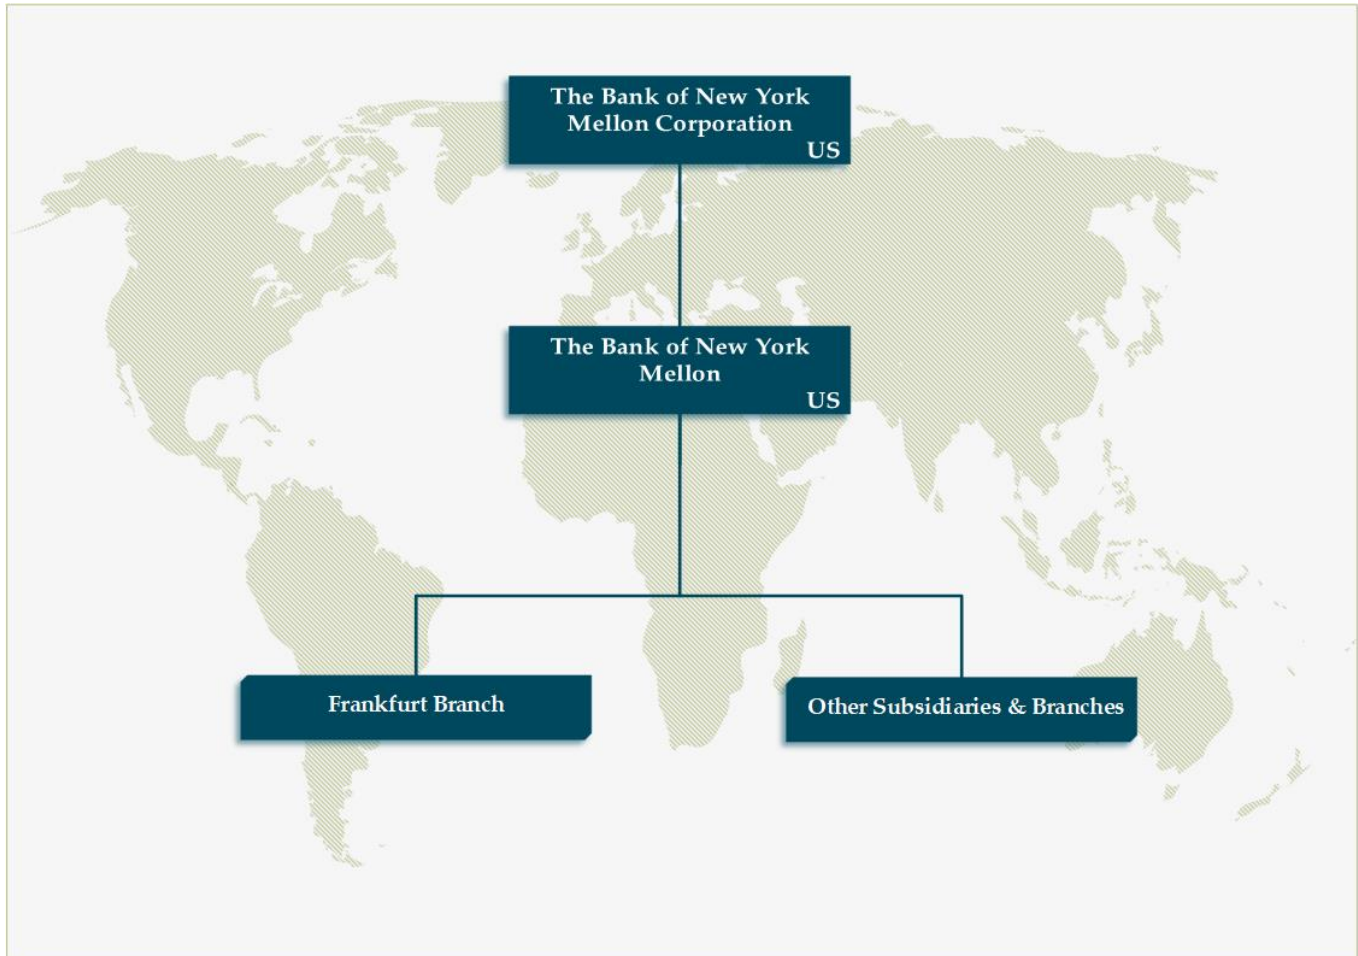 The Bank of New York
Mellon Corporation
US
The Bank of New York
Mellon
US
Frankfurt Branch
Other Subsidiaries & Branches